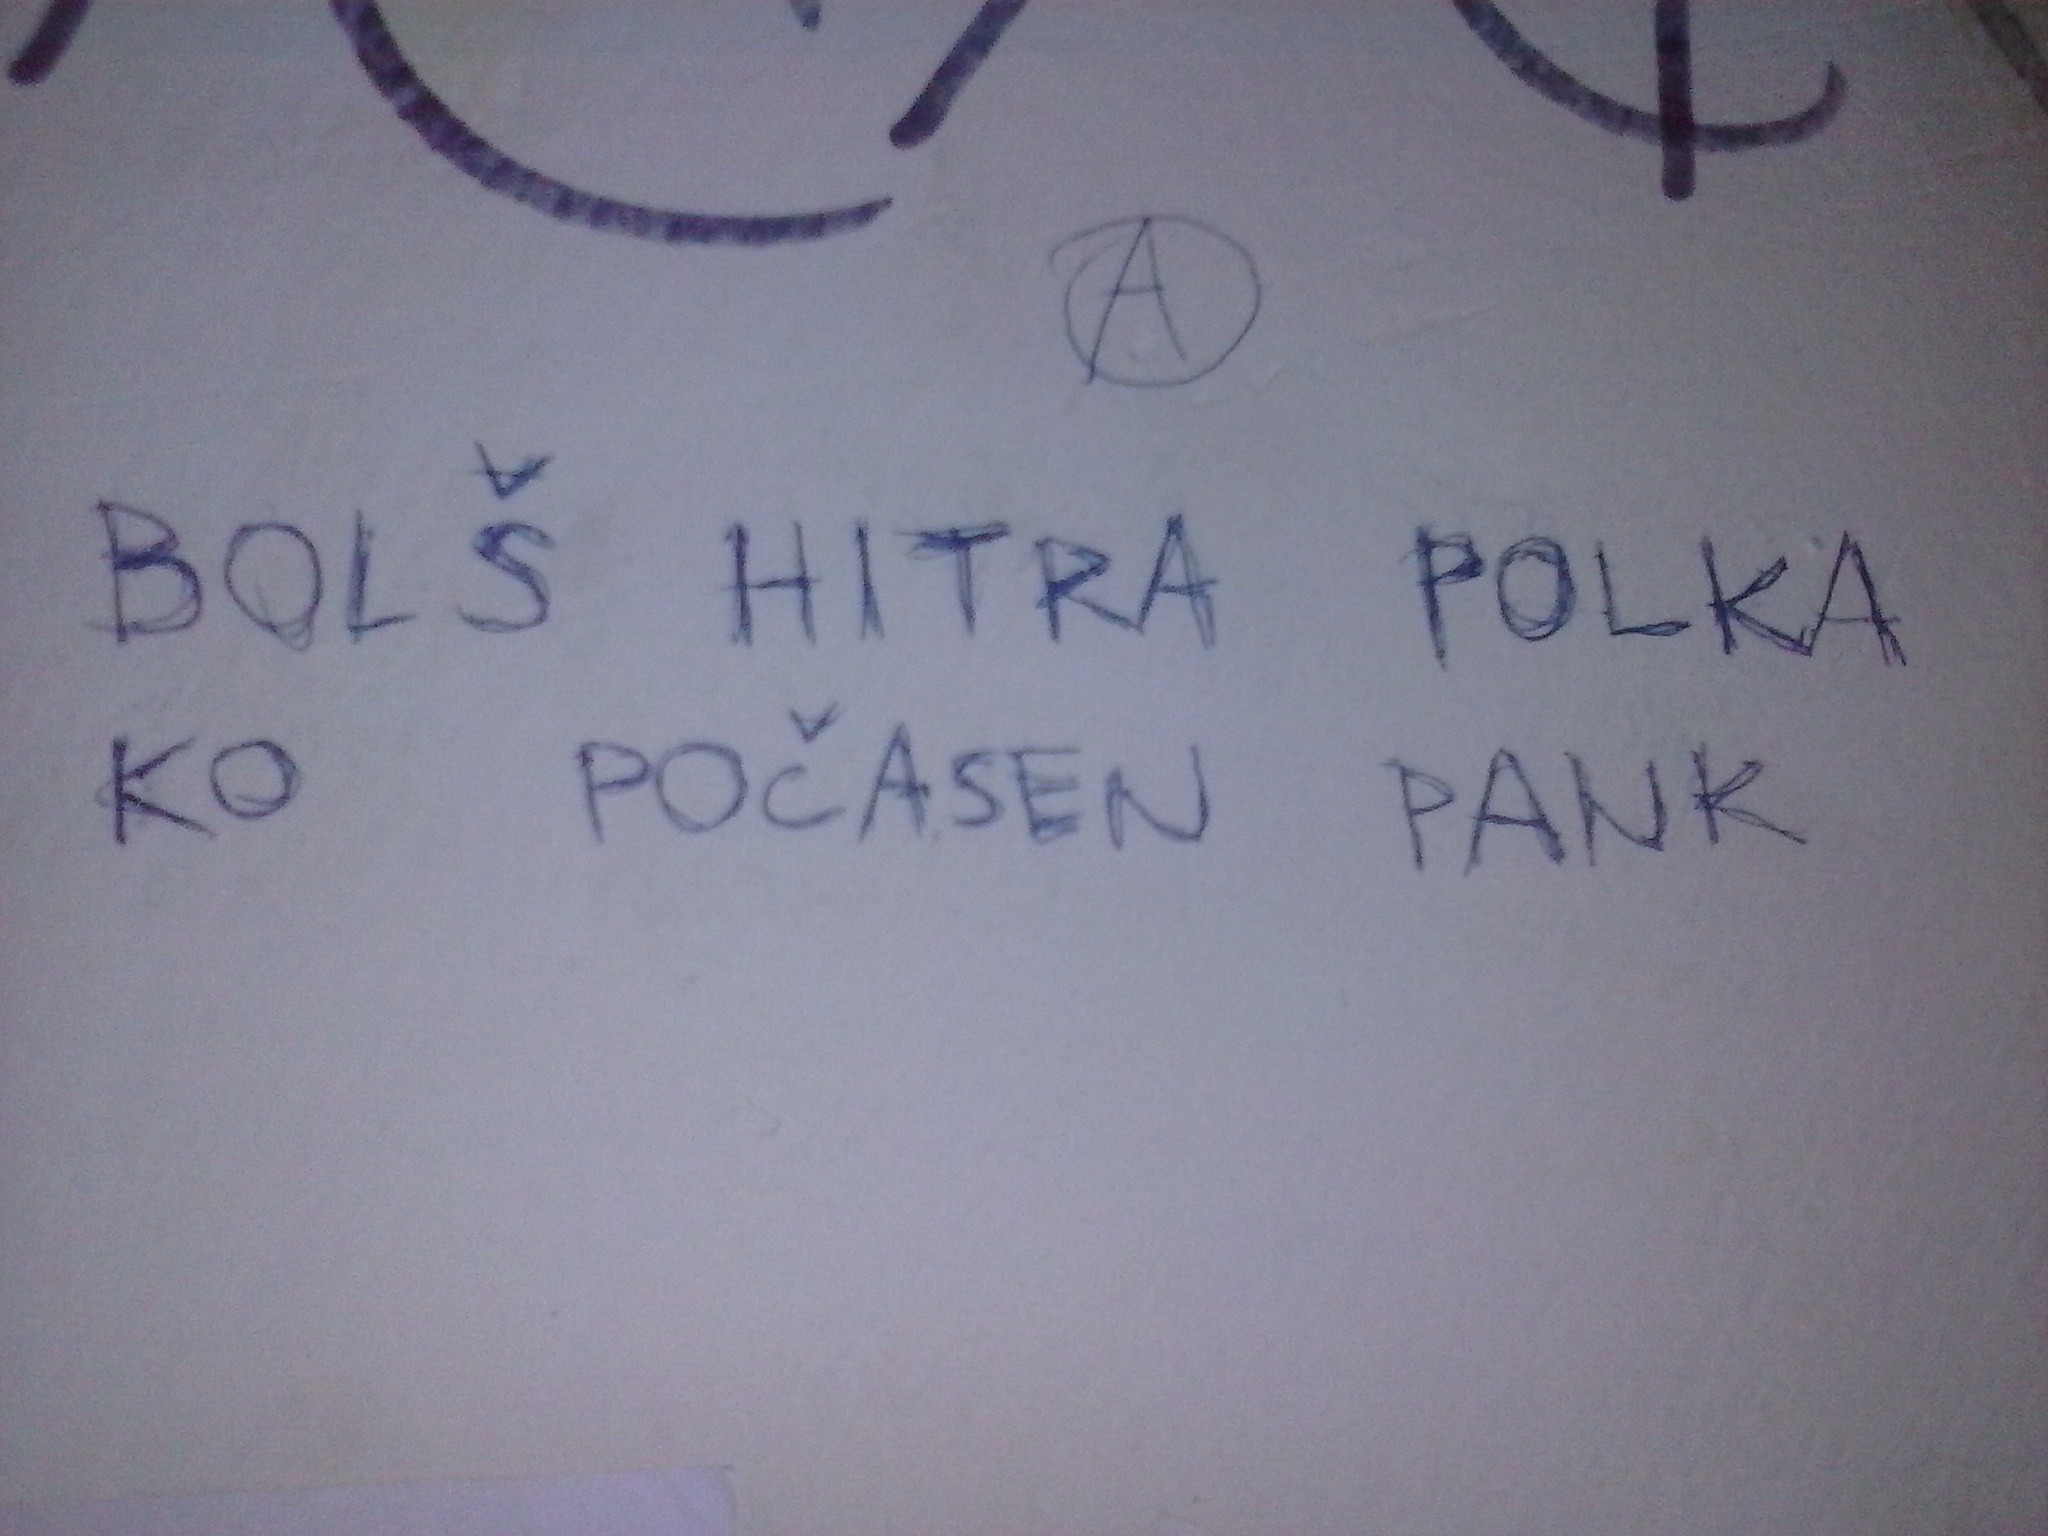 A
BOLŠ HITRA POLKA
KO POČASEN PANK